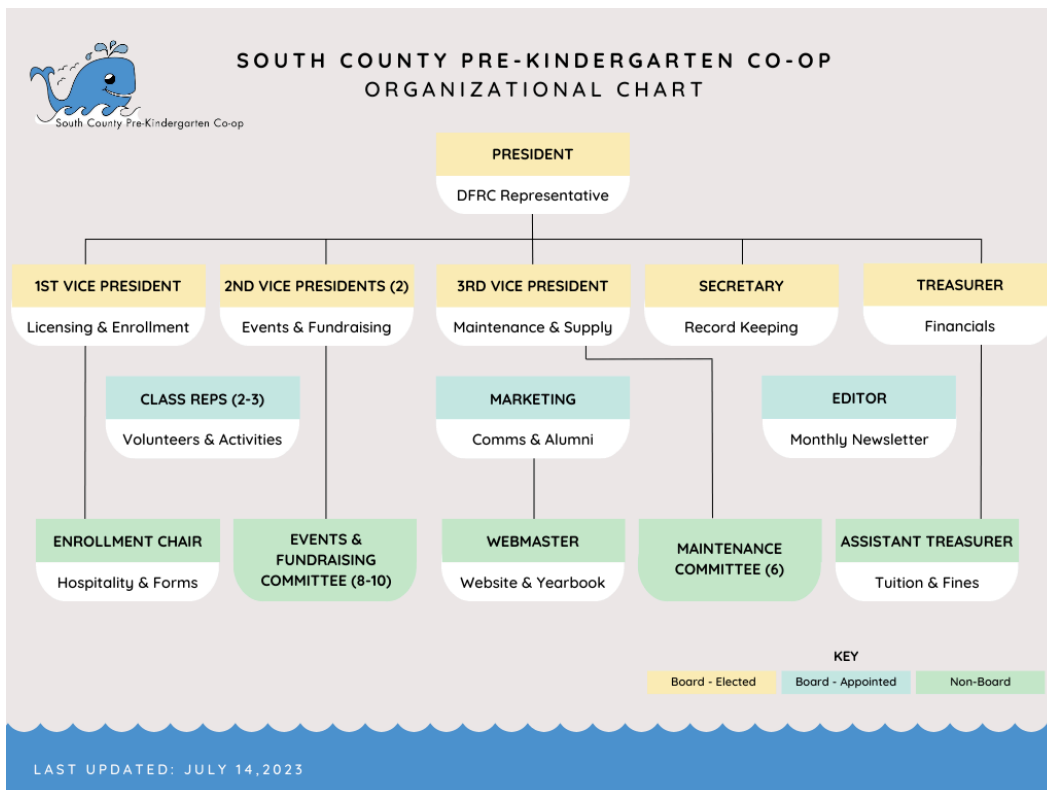 SOUTH COUNTY PRE-KINDERGARTEN CO-OP
ORGANIZATIONAL CHART
South County Pre-Kindergarten Co-op
PRESIDENT
DFRC Representative
1ST VICE PRESIDENT
Licensing & Enrollment
2ND VICE PRESIDENTS (2)
Events & Fundraising
3RD VICE PRESIDENT
Maintenance & Supply
SECRETARY
Record Keeping
TREASURER
Financials
CLASS REPS (2-3)
Volunteers & Activities
MARKETING
Comms & Alumni
EDITOR
Monthly Newsletter
ENROLLMENT CHAIR
Hospitality & Forms
EVENTS &
FUNDRAISING
COMMITTEE (8-10)
WEBMASTER
Website & Yearbook
MAINTENANCE
COMMITTEE (6)
ASSISTANT TREASURER
Tuition & Fines
KEY
Board - Elected
Board - Appointed
Non-Board
LAST UPDATED: JULY 14,2023